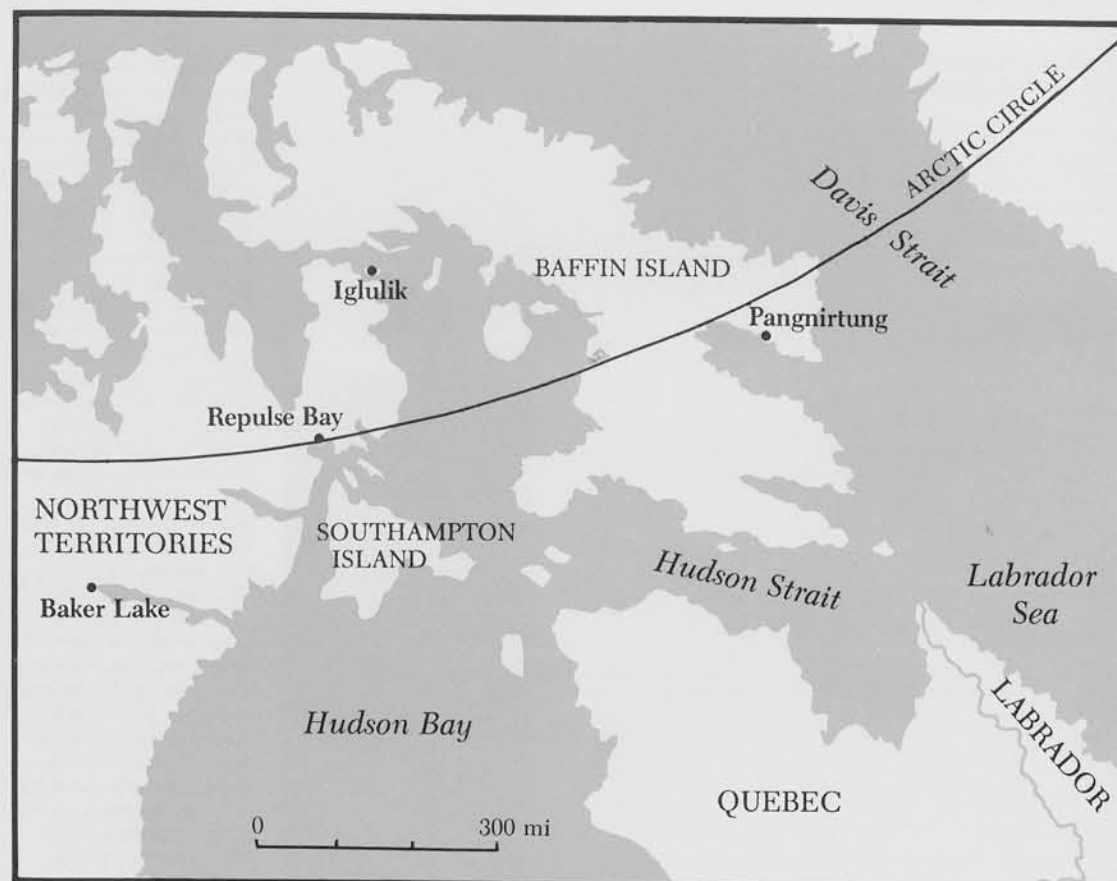 ARCTIC CIRCLE
Davis
Strait
BAFFIN ISLAND
Iglulik
Pangnirtung
Repulse Bay
NORTHWEST
TERRITORIES
SOUTHAMPTON
ISLAND
Hudson Strait
Labrador
Sea
Baker Lake
LABRADOR
Hudson Bay
QUEBEC
0 300 mi